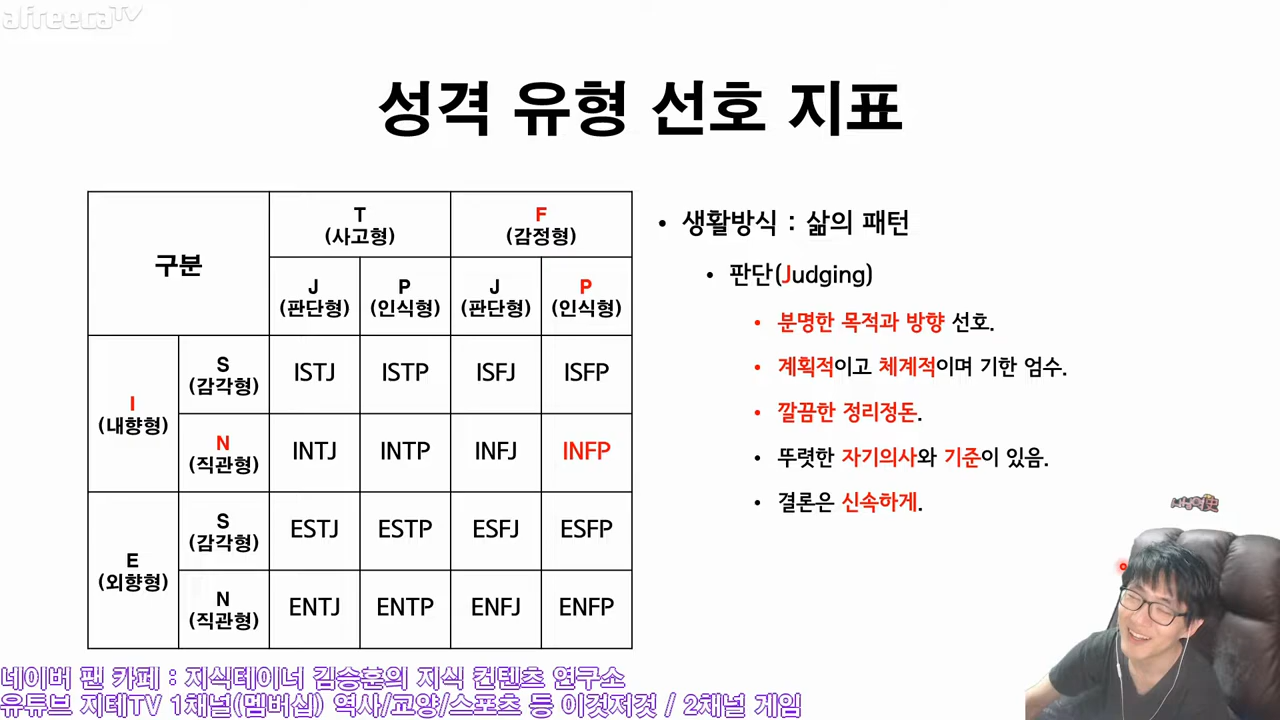 afreecaTV
성격 유형 선호 지표
구분
T
(사고형)
F
(감정형)
J
(판단형)
P
(인식형)
J
(판단형)
P
(인식형)
I
(내향형)
S
(감각형)
ISTJ
ISTP
ISFJ
ISFP
N
(직관형)
INTJ
INTP
INFJ
INFP
E
(외향형)
S
(감각형)
ESTJ
ESTP
ESFJ
ESFP
N
(직관형)
ENTJ
ENTP
ENFJ
ENFP
• 생활방식 : 삶의 패턴
• 판단(Judging)
• 분명한 목적과 방향 선호.
• 계획적이고 체계적이며 기한 엄수.
• 깔끔한 정리정돈.
• 뚜렷한 자기의사와 기준이 있음.
• 결론은 신속하게.
네이버 팬 카페 : 지식테이너 김승훈의 지식 컨텐츠 연구소
유튜브 지테TV 1채널(멤버십) 역사/교양/스포츠 등 이것저것 / 2채널 게임